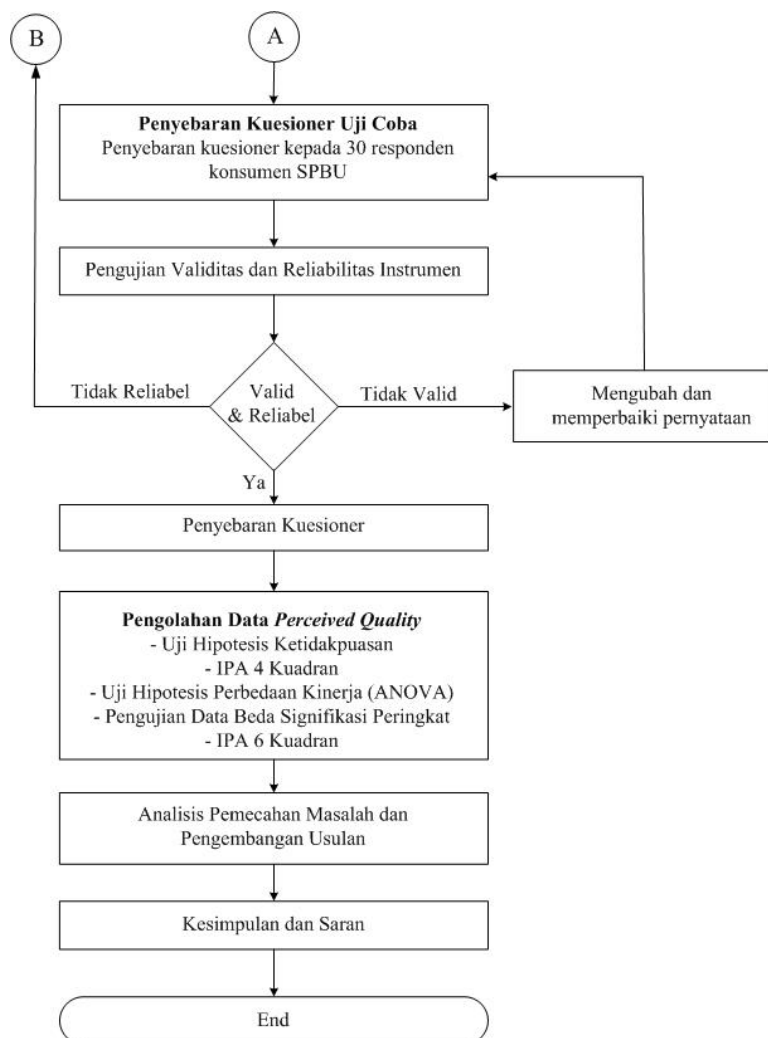 B
A
Penyebaran Kuesioner Uji Coba
Penyebaran kuesioner kepada 30 responden
konsumen SPBU
Pengujian Validitas dan Reliabilitas Instrumen
Tidak Reliabel
Valid
& Reliabel
Tidak Valid
Mengubah dan
memperbaiki pernyataan
Ya
Penyebaran Kuesioner
Pengolahan Data Perceived Quality
- Uji Hipotesis Ketidakpuasan
- IPA 4 Kuadran
- Uji Hipotesis Perbedaan Kinerja (ANOVA)
- Pengujian Data Beda Signifikasi Peringkat
- IPA 6 Kuadran
Analisis Pemecahan Masalah dan
Pengembangan Usulan
Kesimpulan dan Saran
End